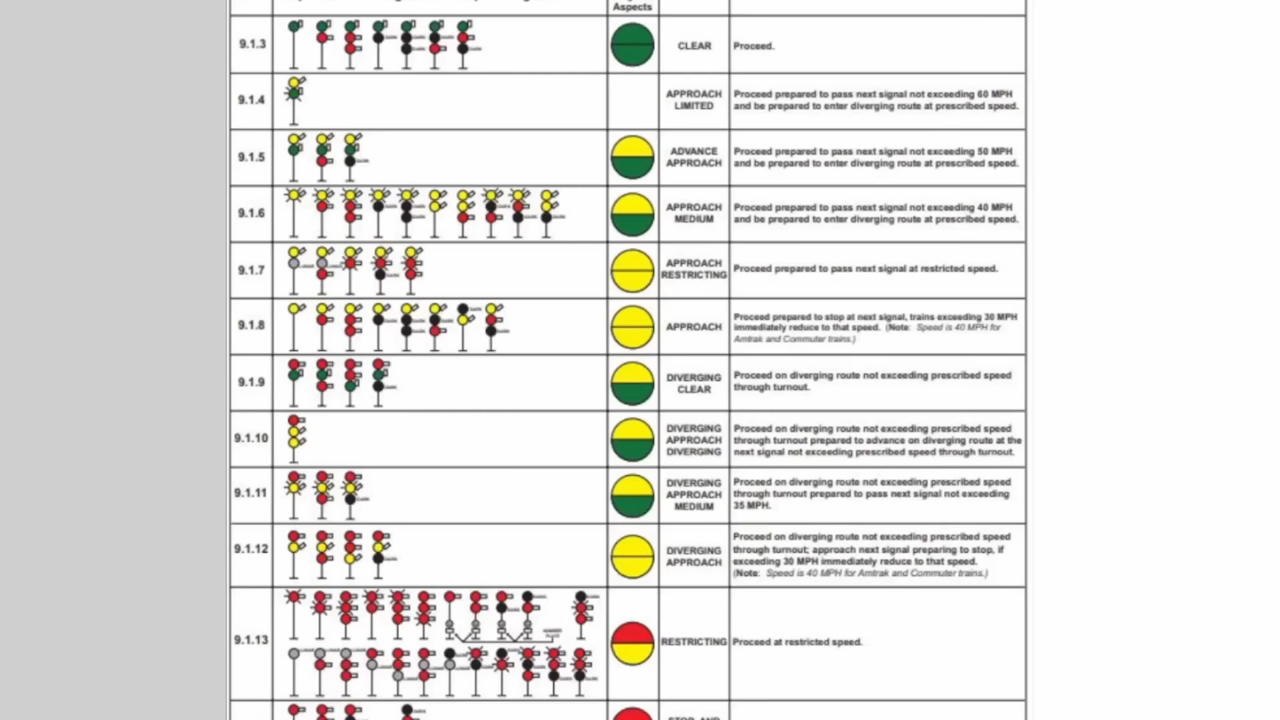 Aspects
9.1.3
CLEAR
Proceed.
9.1.4
APPROACH
LIMITED
Proceed prepared to pass next signal not exceeding 60 MPH
and be prepared to enter diverging route at prescribed speed.
9.1.5
ADVANCE
APPROACH
Proceed prepared to pass next signal not exceeding 50 MPH
and be prepared to enter diverging route at prescribed speed.
9.1.6
APPROACH
MEDIUM
Proceed prepared to pass next signal not exceeding 40 MPH
and be prepared to enter diverging route at prescribed speed.
9.1.7
APPROACH
RESTRICTING
Proceed prepared to pass next signal at restricted speed.
9.1.8
APPROACH
Proceed prepared to stop at next signal, trains exceeding 30 MPH
immediately reduce to that speed. (Note: Speed is 40 MPH for
Amtrak and Commuter trains.)
9.1.9
DIVERGING
CLEAR
Proceed on diverging route not exceeding prescribed speed
through turnout.
9.1.10
DIVERGING
APPROACH
DIVERGING
Proceed on diverging route not exceeding prescribed speed
through turnout prepared to advance on diverging route at the
next signal not exceeding prescribed speed through turnout.
9.1.11
DIVERGING
APPROACH
MEDIUM
Proceed on diverging route not exceeding prescribed speed
through turnout prepared to pass next signal not exceeding
35 MPH.
9.1.12
DIVERGING
APPROACH
Proceed on diverging route not exceeding prescribed speed
through turnout; approach next signal preparing to stop, if
exceeding 30 MPH immediately reduce to that speed.
(Note: Speed is 40 MPH for Amtrak and Commuter trains.)
9.1.13
RESTRICTING
Proceed at restricted speed.
STOP AND